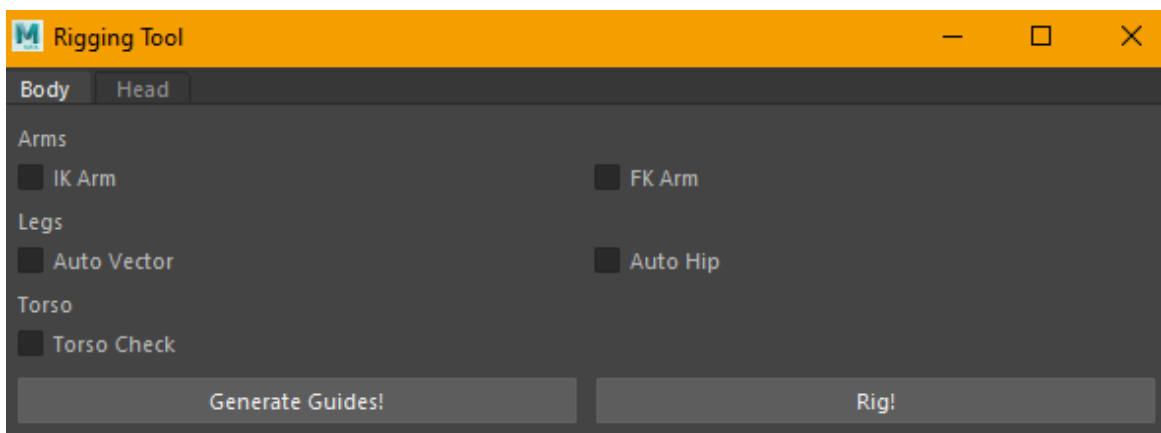 Rigging Tool
Body Head
Arms
IK Arm FK Arm
Legs
Auto Vector Auto Hip
Torso
Torso Check
Generate Guides! Rig!